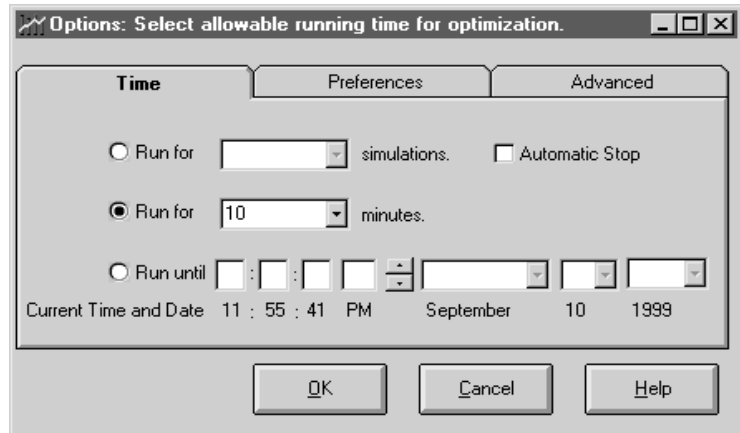 Options: Select allowable running time for optimization.
Time Preferences Advanced
Run for simulations. Automatic Stop
Run for 10 minutes.
Run until : :
Current Time and Date 11 : 55 : 41 PM September 10 1999
OK Cancel Help